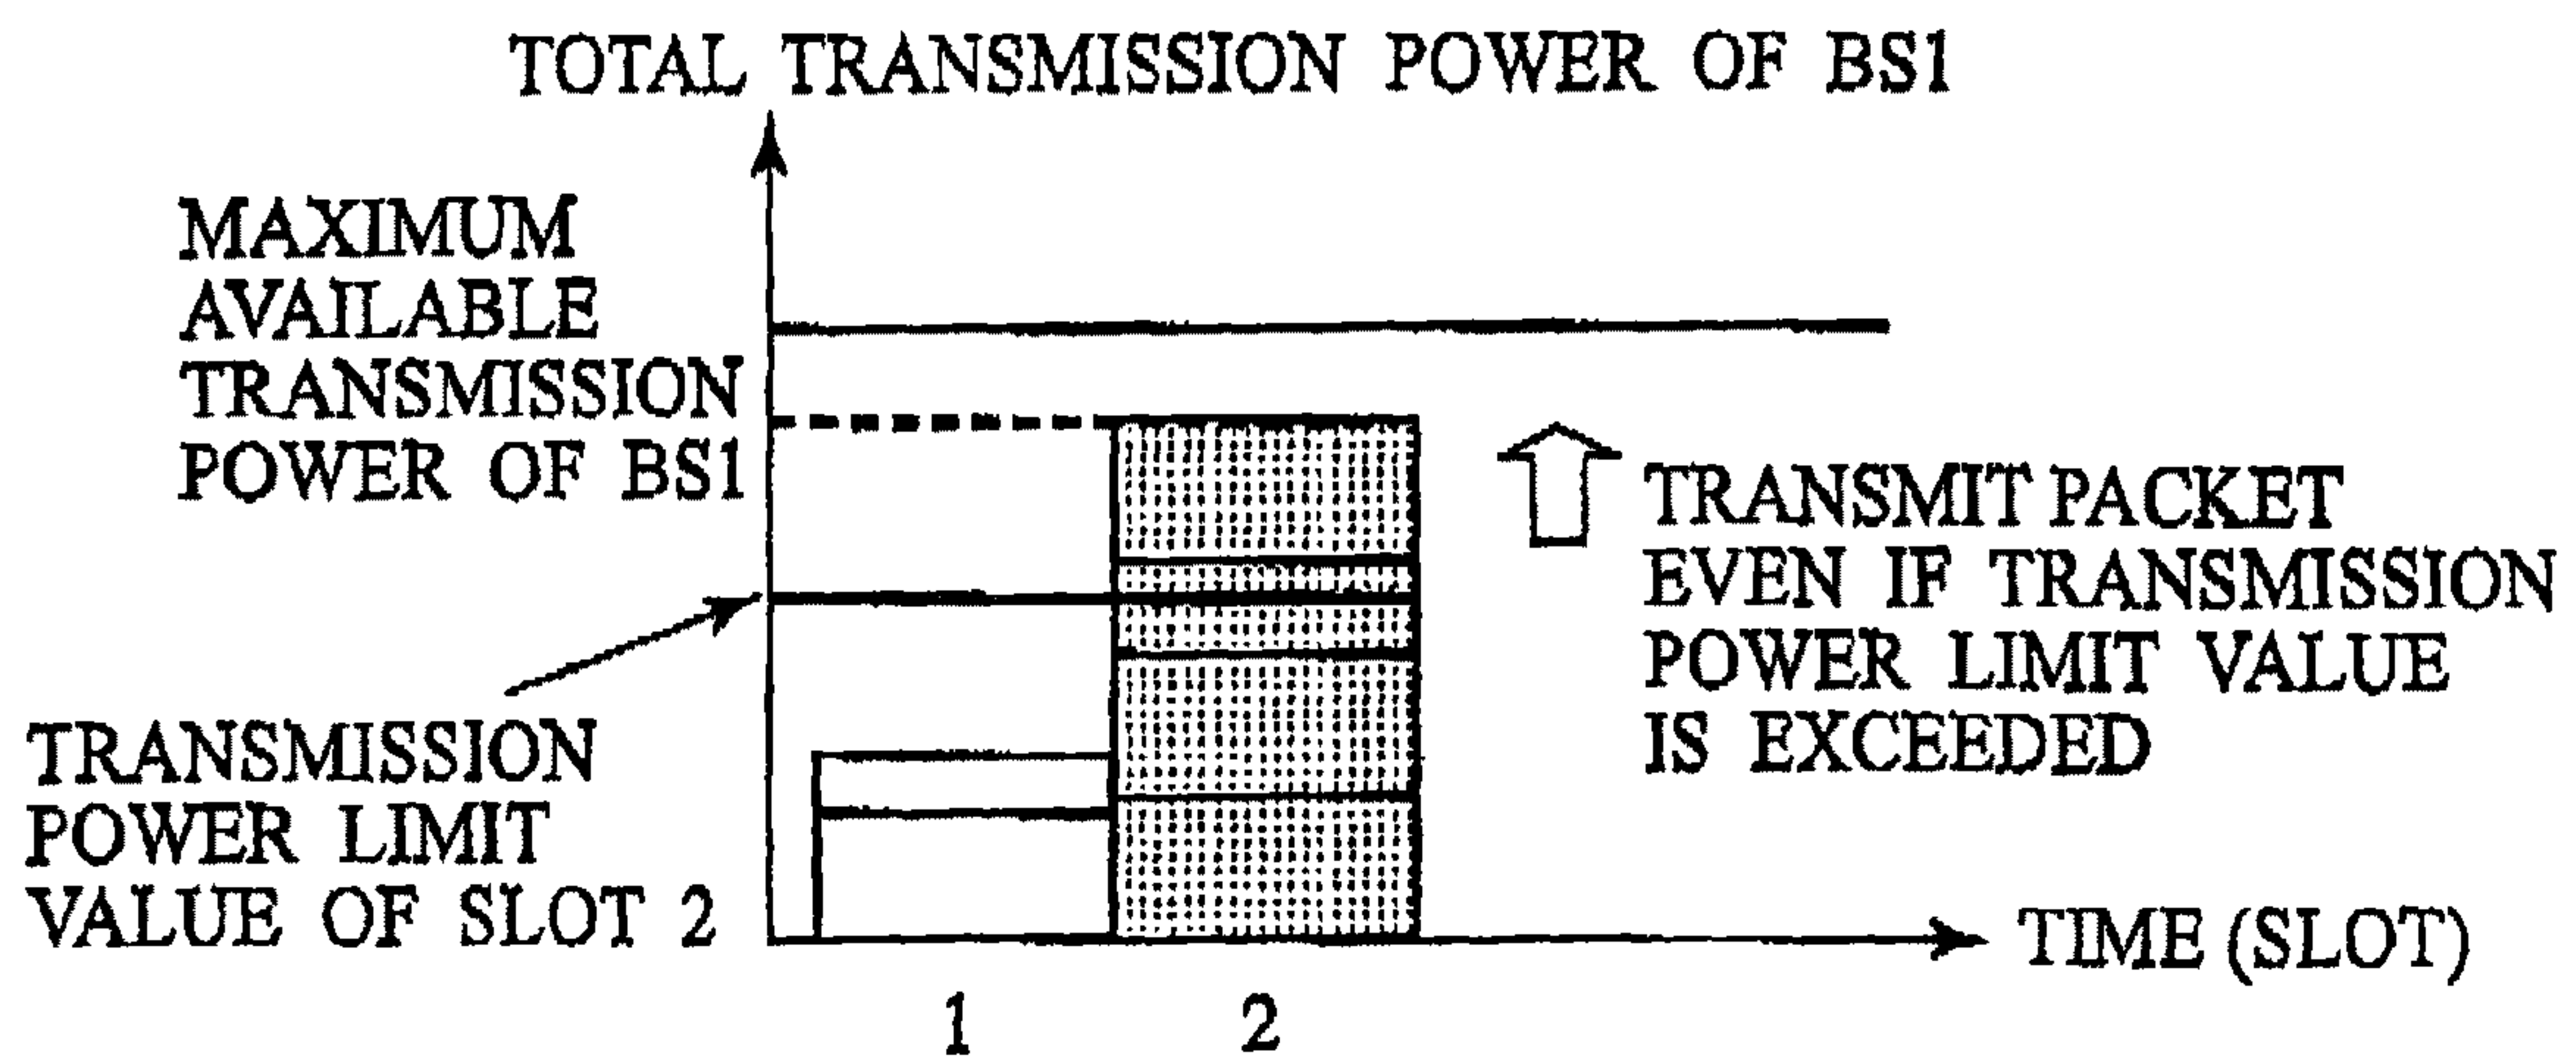 TOTAL TRANSMISSION POWER OF BS1
MAXIMUM
AVAILABLE
TRANSMISSION
POWER OF BS1
TRANSMIT PACKET
EVEN IF TRANSMISSION
POWER LIMIT VALUE
IS EXCEEDED
TRANSMISSION
POWER LIMIT
VALUE OF SLOT 2
TIME (SLOT)
1 2